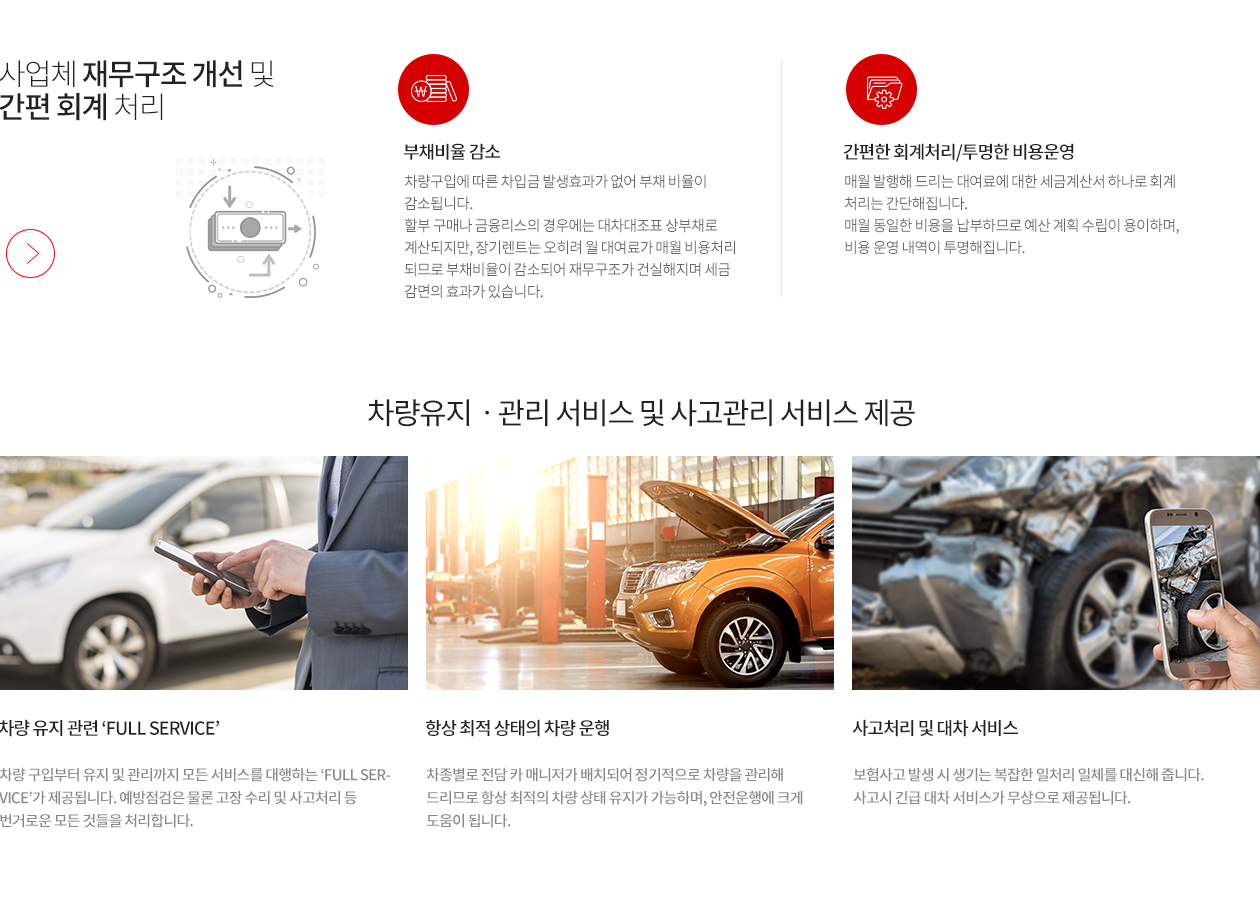 사업체 재무구조 개선 및
간편 회계 처리
부채비율 감소
차량구입에 따른 차입금 발생효과가 없어 부채 비율이
감소됩니다.
할부 구매나 금융리스의 경우에는 대차대조표 상부채로
계산되지만, 장기렌트는 오히려 월 대여료가 매월 비용처리
되므로 부채비율이 감소되어 재무구조가 건실해지며 세금
감면의 효과가 있습니다.
간편한 회계처리/투명한 비용운영
매월 발행해 드리는 대여료에 대한 세금계산서 하나로 회계
처리는 간단해집니다.
매월 동일한 비용을 납부하므로 예산 계획 수립이 용이하며,
비용 운영 내역이 투명해집니다.
차량유지ㆍ관리 서비스 및 사고관리 서비스 제공
차량 유지 관련 ‘FULL SERVICE’
차량 구입부터 유지 및 관리까지 모든 서비스를 대행하는 ‘FULL SER-
VICE’가 제공됩니다. 예방점검은 물론 고장 수리 및 사고처리 등
번거로운 모든 것들을 처리합니다.
항상 최적 상태의 차량 운행
차종별로 전담 카 매니저가 배치되어 정기적으로 차량을 관리해
드리므로 항상 최적의 차량 상태 유지가 가능하며, 안전운행에 크게
도움이 됩니다.
사고처리 및 대차 서비스
보험사고 발생 시 생기는 복잡한 일처리 일체를 대신해 줍니다.
사고시 긴급 대차 서비스가 무상으로 제공됩니다.